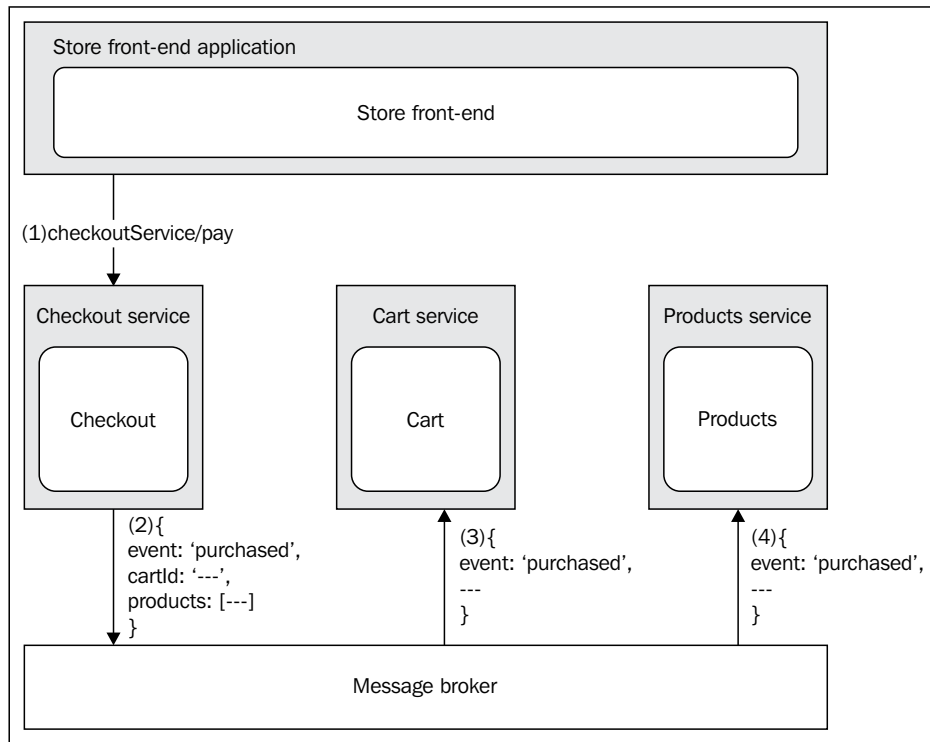 Store front-end application
Store front-end
(1)checkoutService/pay
Checkout service
Checkout
Cart service
Cart
Products service
Products
(2){
event: ‘purchased’,
cartId: ‘---’,
products: [---]
}
(3){
event: ‘purchased’,
---
}
(4){
event: ‘purchased’,
---
}
Message broker